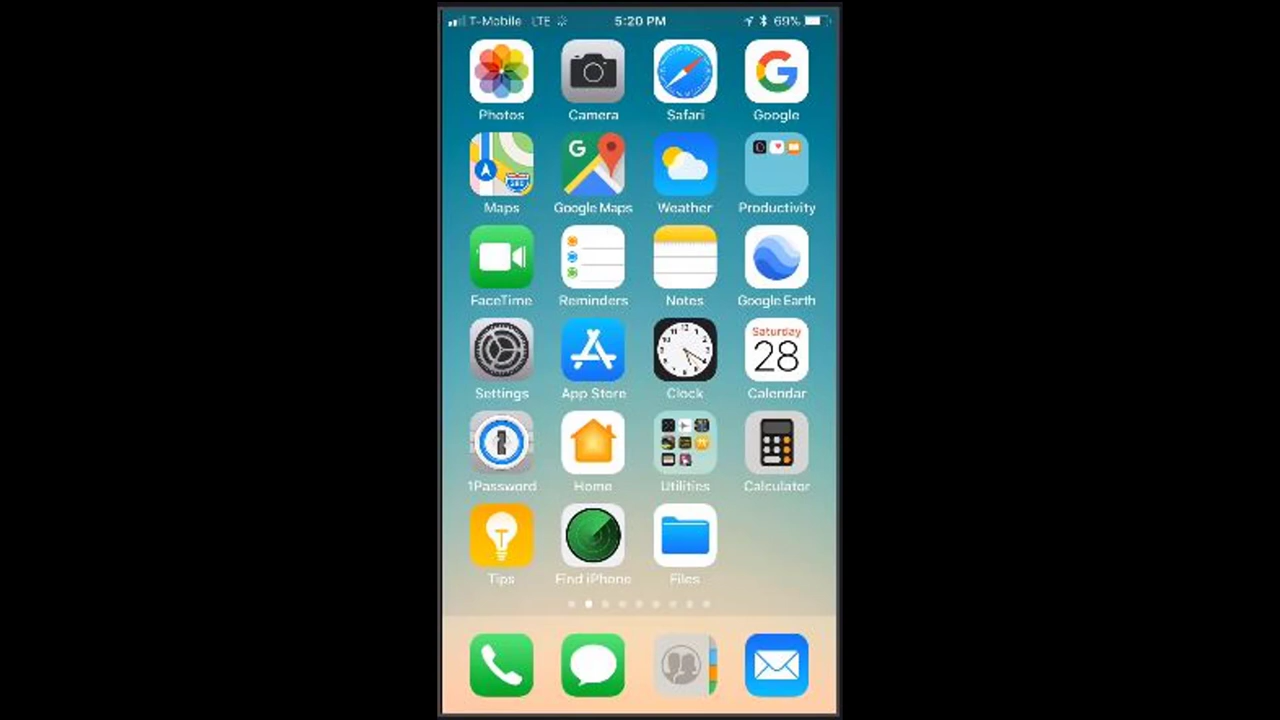 T-Mobile LTE 5:20 PM 69%
Photos Camera Safari Google
Maps Google Maps Weather Productivity
FaceTime Reminders Notes Google Earth
Saturday
28
Settings App Store Clock Calendar
1Password Home Utilities Calculator
Tips Find iPhone Files